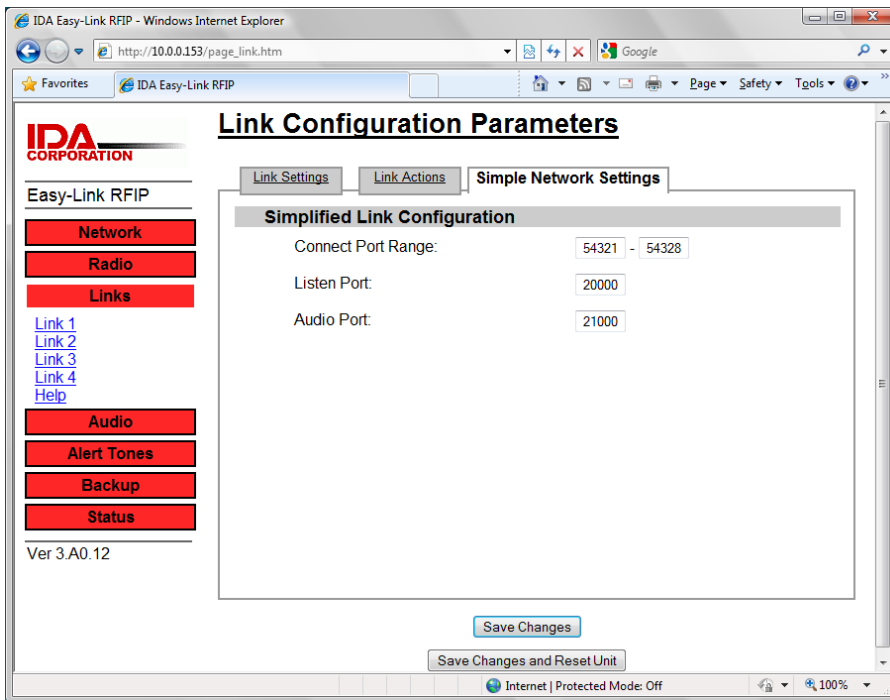 IDA Easy-Link RFIP - Windows Internet Explorer
http://10.0.0.153/page_link.htm
Google
Favorites
IDA Easy-Link RFIP
Page
Safety
Tools
»
IDA
CORPORATION
Easy-Link RFIP
Network
Radio
Links
Link 1
Link 2
Link 3
Link 4
Help
Audio
Alert Tones
Backup
Status
Ver 3.A0.12
Link Configuration Parameters
Link Settings
Link Actions
Simple Network Settings
Simplified Link Configuration
Connect Port Range: 54321 - 54328
Listen Port: 20000
Audio Port: 21000
Save Changes
Save Changes and Reset Unit
Internet | Protected Mode: Off
100%